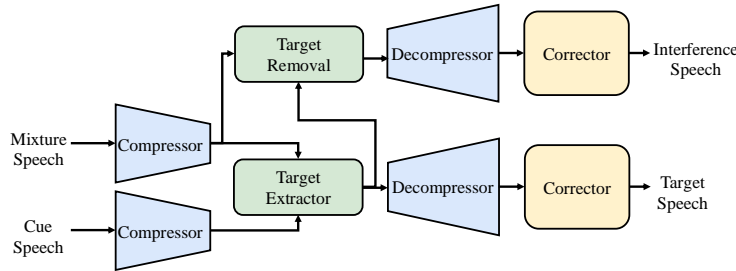 Target
Removal
Decompressor
Corrector
Interference
Speech
Mixture
Speech
Compressor
Target
Extractor
Decompressor
Corrector
Target
Speech
Cue
Speech
Compressor